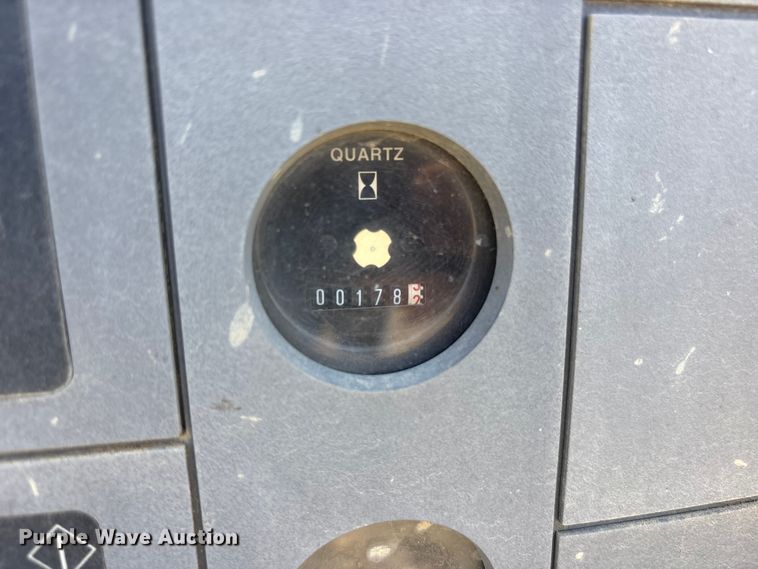 QUARTZ
00178
Purple Wave Auction